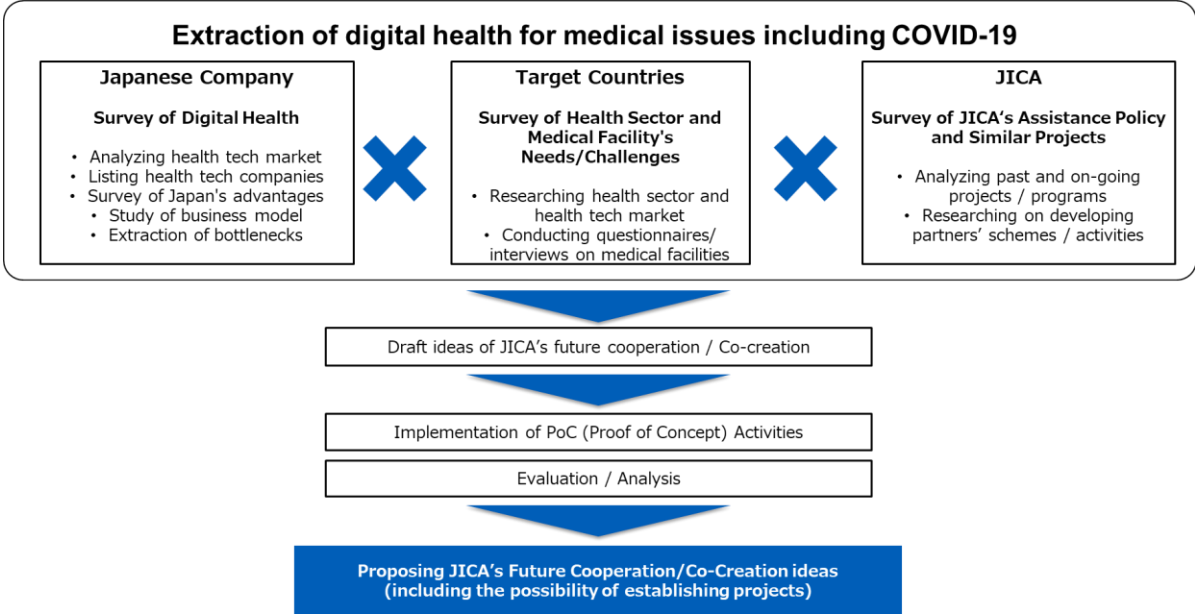 Extraction of digital health for medical issues including COVID-19
Japanese Company
Survey of Digital Health
• Analyzing health tech market
• Listing health tech companies
• Survey of Japan's advantages
• Study of business model
• Extraction of bottlenecks
Target Countries
Survey of Health Sector and
Medical Facility's
Needs/Challenges
• Researching health sector and
health tech market
• Conducting questionnaires/
interviews on medical facilities
JICA
Survey of JICA's Assistance Policy
and Similar Projects
• Analyzing past and on-going
projects / programs
• Researching on developing
partners' schemes / activities
Draft ideas of JICA's future cooperation / Co-creation
Implementation of PoC (Proof of Concept) Activities
Evaluation / Analysis
Proposing JICA's Future Cooperation/Co-Creation ideas
(including the possibility of establishing projects)